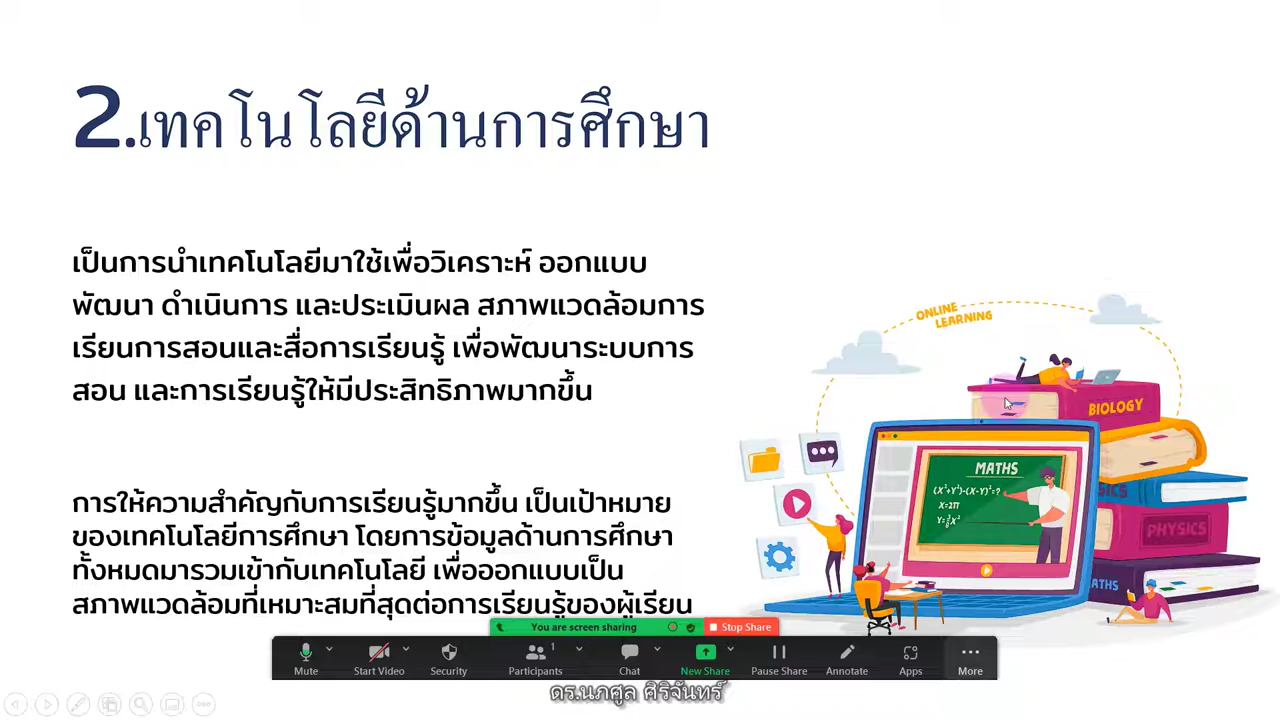 2.เทคโนโลยีด้านการศึกษา
เป็นการนำเทคโนโลยีมาใช้เพื่อวิเคราะห์ ออกแบบ
พัฒนา ดำเนินการ และประเมินผล สภาพแวดล้อมการ
เรียนการสอนและสื่อการเรียนรู้ เพื่อพัฒนาระบบการ
สอน และการเรียนรู้ให้มีประสิทธิภาพมากขึ้น
การให้ความสำคัญกับการเรียนรู้มากขึ้น เป็นเป้าหมาย
ของเทคโนโลยีการศึกษา โดยการข้อมูลด้านการศึกษา
ทั้งหมดมารวมเข้ากับเทคโนโลยี เพื่อออกแบบเป็น
สภาพแวดล้อมที่เหมาะสมที่สุดต่อการเรียนรู้ของผู้เรียน
ONLINE
LEARNING
BIOLOGY
MATHS
(X²+Y²)-(X-Y)²=?
X=2π
PHYSICS
You are screen sharing
Stop Share
Mute
Start Video
Security
Participants
1
Chat
New Share
Pause Share
Annotate
Apps
More
ดร.นภศูล ศิริจันทร์